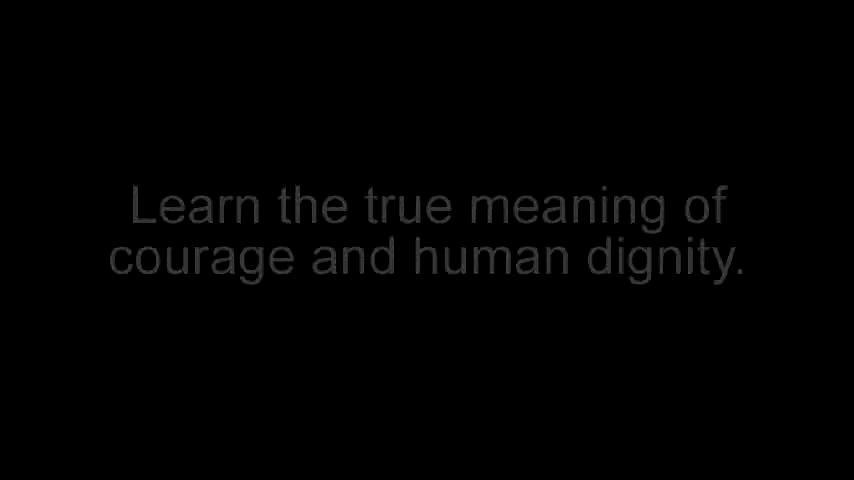 Learn the true meaning of
courage and human dignity.